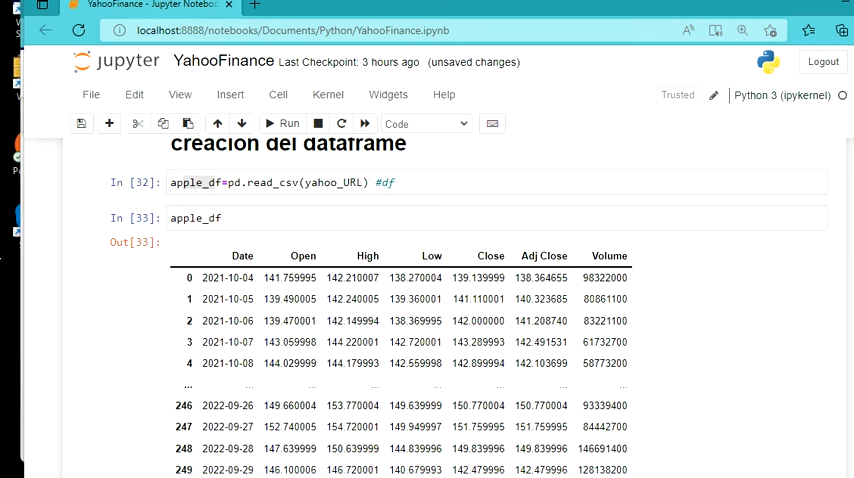 YahooFinance - Jupyter Noteboo
localhost:8888/notebooks/Documents/Python/YahooFinance.ipynb
jupyter YahooFinance Last Checkpoint: 3 hours ago (unsaved changes) Logout
File Edit View Insert Cell Kernel Widgets Help Trusted Python 3 (ipykernel)
Run Code
creación del dataframe
In [32]: apple_df=pd.read_csv(yahoo_URL) #df
In [33]: apple_df
Out[33]:
Date Open High Low Close Adj Close Volume
0 2021-10-04 141.759995 142.210007 138.270004 139.139999 138.364655 98322000
1 2021-10-05 139.490005 142.240005 139.360001 141.110001 140.323685 80861100
2 2021-10-06 139.470001 142.149994 138.369995 142.000000 141.208740 83221100
3 2021-10-07 143.059998 144.220001 142.720001 143.289993 142.491531 61732700
4 2021-10-08 144.029999 144.179993 142.559998 142.899994 142.103699 58773200
... ... ... ... ... ... ... ...
246 2022-09-26 149.660004 153.770004 149.639999 150.770004 150.770004 93339400
247 2022-09-27 152.740005 154.720001 149.949997 151.759995 151.759995 84442700
248 2022-09-28 147.639999 150.639999 144.839996 149.839996 149.839996 146691400
249 2022-09-29 146.100006 146.720001 140.679993 142.479996 142.479996 128138200